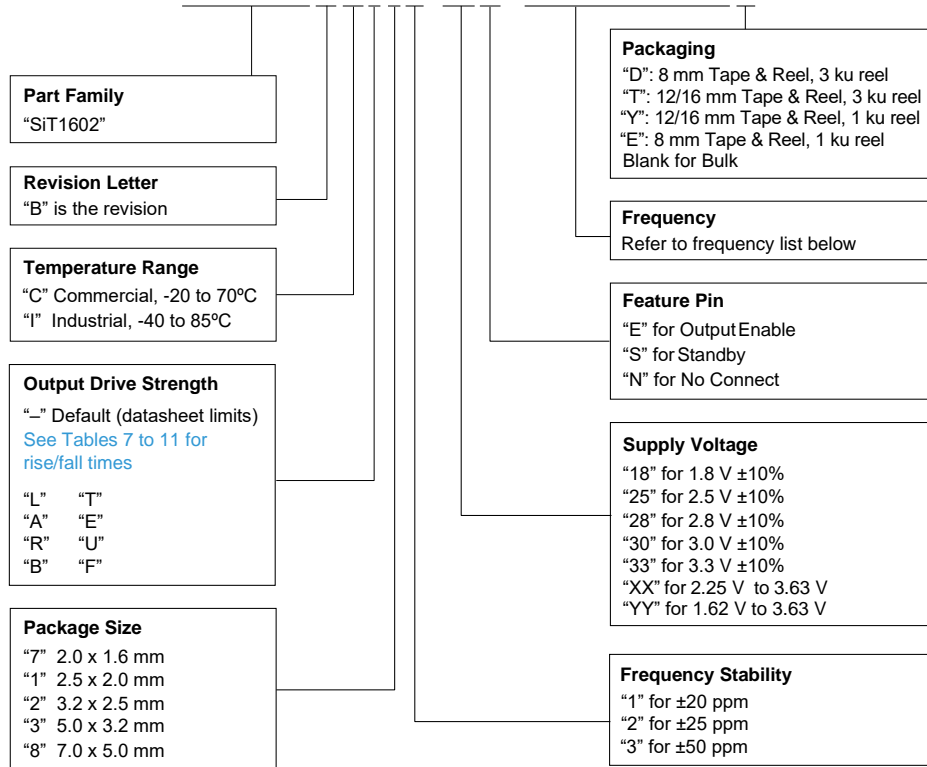 Part Family
“SiT1602”
Revision Letter
“B” is the revision
Temperature Range
“C” Commercial, -20 to 70ºC
“I” Industrial, -40 to 85ºC
Output Drive Strength
“–” Default (datasheet limits)
See Tables 7 to 11 for
rise/fall times
“L” “T”
“A” “E”
“R” “U”
“B” “F”
Package Size
“7” 2.0 x 1.6 mm
“1” 2.5 x 2.0 mm
“2” 3.2 x 2.5 mm
“3” 5.0 x 3.2 mm
“8” 7.0 x 5.0 mm
Packaging
“D”: 8 mm Tape & Reel, 3 ku reel
“T”: 12/16 mm Tape & Reel, 3 ku reel
“Y”: 12/16 mm Tape & Reel, 1 ku reel
“E”: 8 mm Tape & Reel, 1 ku reel
Blank for Bulk
Frequency
Refer to frequency list below
Feature Pin
“E” for Output Enable
“S” for Standby
“N” for No Connect
Supply Voltage
“18” for 1.8 V ±10%
“25” for 2.5 V ±10%
“28” for 2.8 V ±10%
“30” for 3.0 V ±10%
“33” for 3.3 V ±10%
“XX” for 2.25 V to 3.63 V
“YY” for 1.62 V to 3.63 V
Frequency Stability
“1” for ±20 ppm
“2” for ±25 ppm
“3” for ±50 ppm